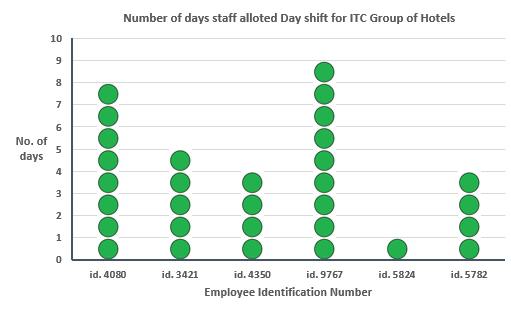 Number of days staff alloted Day shift for ITC Group of Hotels
10
9
8
7
6
5
4
3
2
1
0
No. of
days
id. 4080 id. 3421 id. 4350 id. 9767 id. 5824 id. 5782
Employee Identification Number